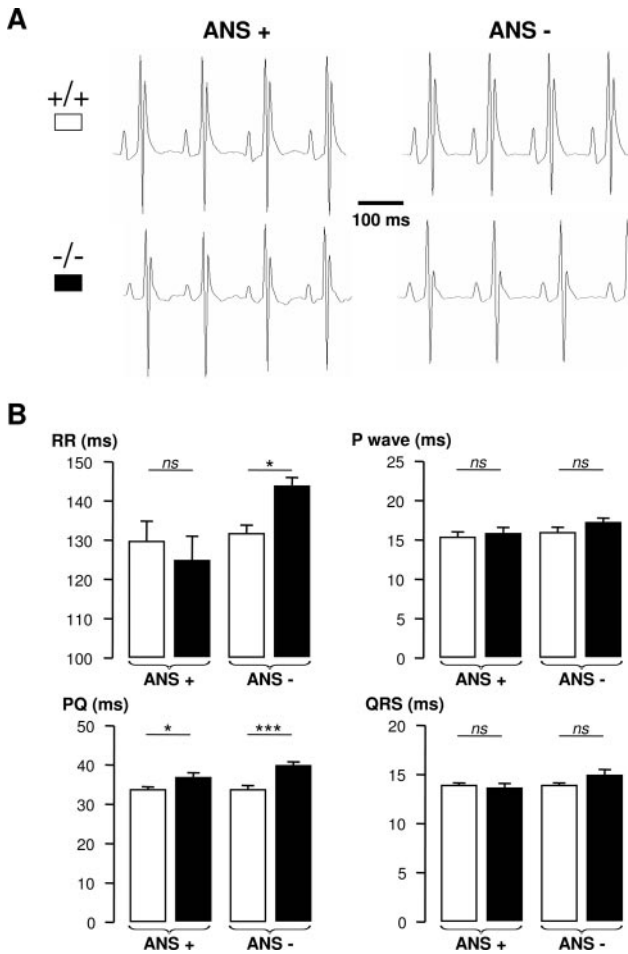 A
ANS + ANS -
+/+
100 ms
-/-
B
RR (ms)
ns *
150
140
130
120
110
100
ANS + ANS -
P wave (ms)
ns ns
25
20
15
10
5
0
ANS + ANS -
PQ (ms)
* ***
50
40
30
20
10
0
ANS + ANS -
QRS (ms)
ns ns
20
15
10
5
0
ANS + ANS -